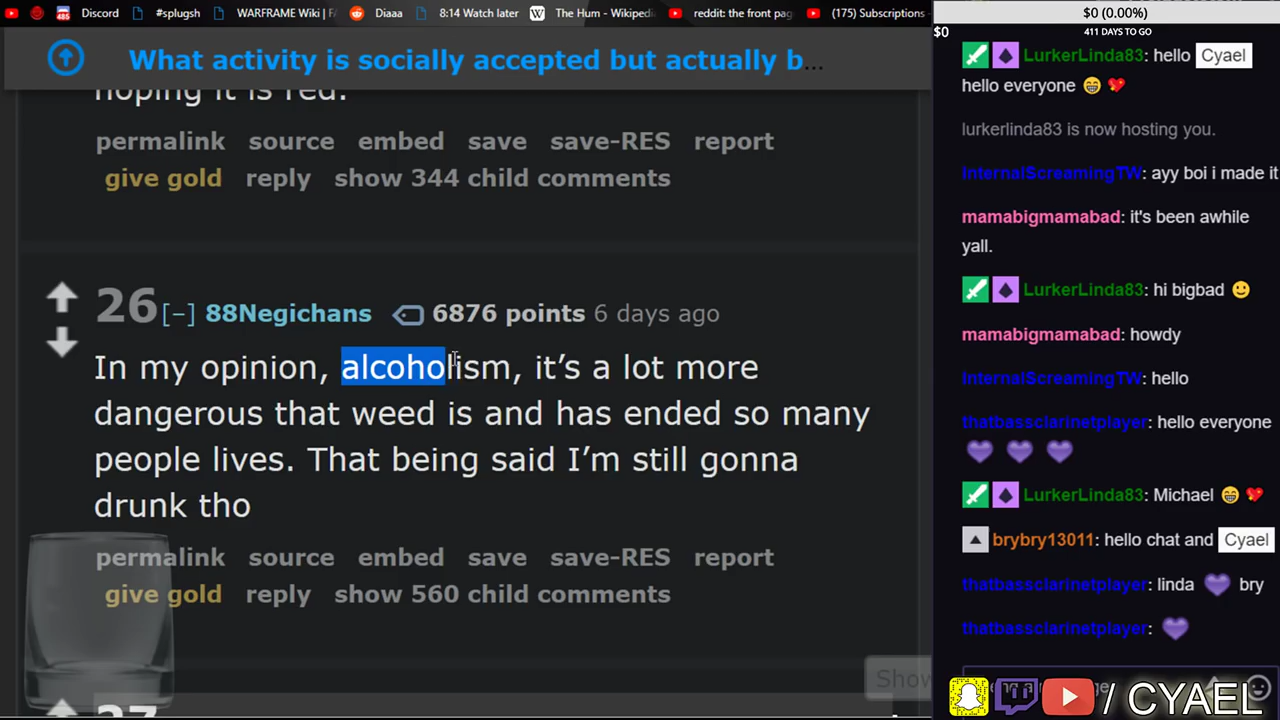 #splugsh
Discord
WARFRAME Wiki | FA
Diaaa
8:14 Watch later
The Hum - Wikipedi
reddit: the front pag
(175) Subscriptions -
What activity is socially accepted but actually b...
hoping it is red.
permalink source embed save save-RES report
give gold reply show 344 child comments
26 [–] 88Negichans 6876 points 6 days ago
In my opinion, alcoholism, it’s a lot more
dangerous that weed is and has ended so many
people lives. That being said I’m still gonna
drunk tho
permalink source embed save save-RES report
give gold reply show 560 child comments
27
Show
$0 (0.00%)
$0
411 DAYS TO GO
LurkerLinda83: hello Cyael
hello everyone
lurkerlinda83 is now hosting you.
InternalScreamingTW: ayy boi i made it
mamabigmamabad: it's been awhile
yall.
LurkerLinda83: hi bigbad
mamabigmamabad: howdy
InternalScreamingTW: hello
thatbassclarinetplayer: hello everyone
LurkerLinda83: Michael
brybry13011: hello chat and Cyael
thatbassclarinetplayer: linda bry
thatbassclarinetplayer:
/ CYAEL